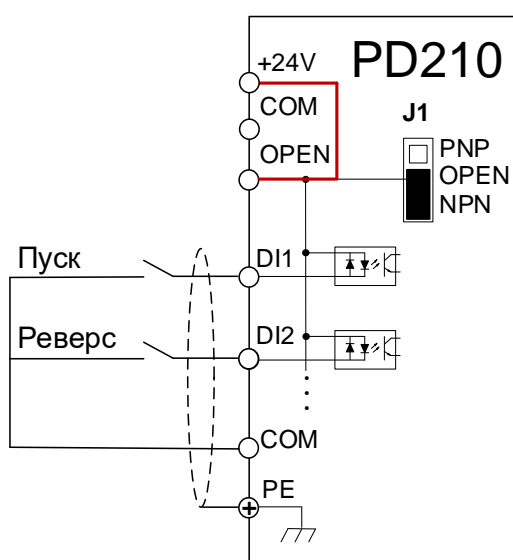 PD210
+24V
COM
OPEN
J1
PNP
OPEN
NPN
Пуск
DI1
Реверс
DI2
COM
PE